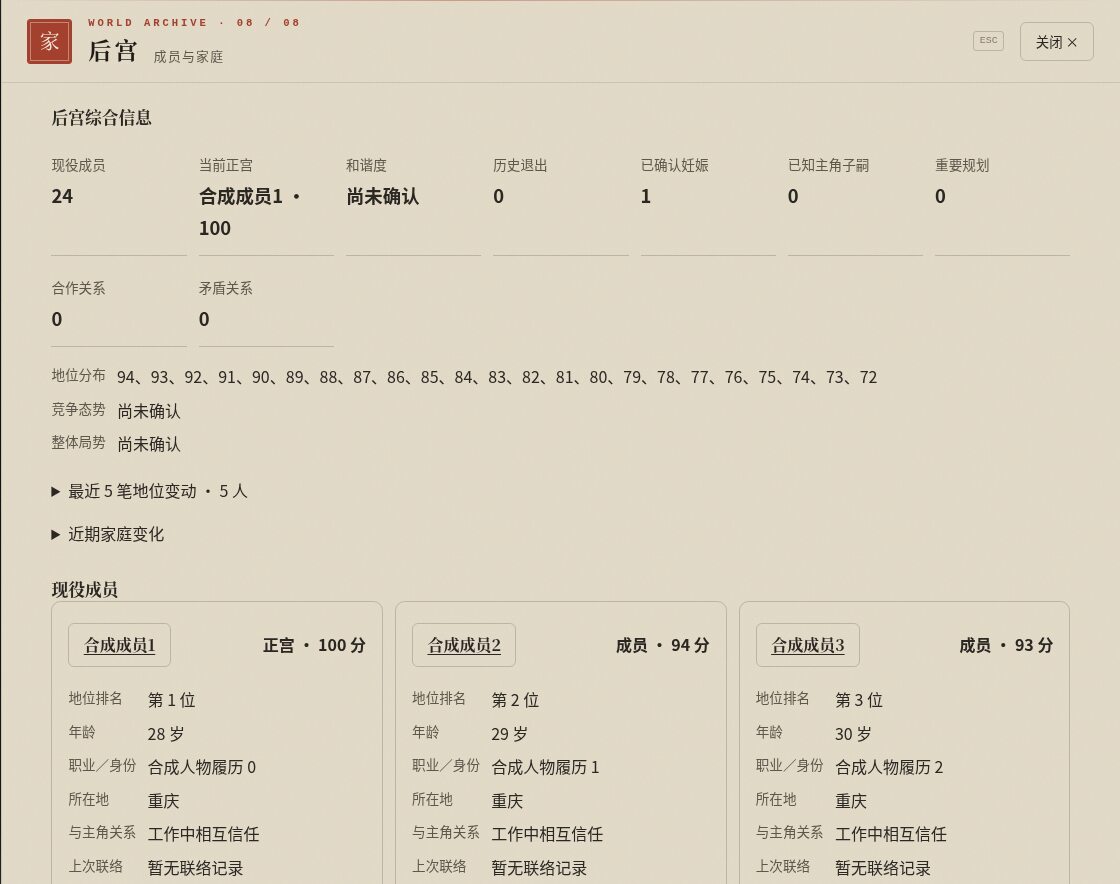 家
WORLD ARCHIVE · 08 / 08
后宫 成员与家庭
ESC
关闭 ×
后宫综合信息
现役成员 当前正宫 和谐度 历史退出 已确认妊娠 已知主角子嗣 重要规划
24 合成成员1 · 100 尚未确认 0 1 0 0
合作关系 矛盾关系
0 0
地位分布 94、93、92、91、90、89、88、87、86、85、84、83、82、81、80、79、78、77、76、75、74、73、72
竞争态势 尚未确认
整体局势 尚未确认
▶ 最近 5 笔地位变动 · 5 人
▶ 近期家庭变化
现役成员
合成成员1 正宫 · 100 分
地位排名 第 1 位
年龄 28 岁
职业／身份 合成人物履历 0
所在地 重庆
与主角关系 工作中相互信任
上次联络 暂无联络记录
合成成员2 成员 · 94 分
地位排名 第 2 位
年龄 29 岁
职业／身份 合成人物履历 1
所在地 重庆
与主角关系 工作中相互信任
上次联络 暂无联络记录
合成成员3 成员 · 93 分
地位排名 第 3 位
年龄 30 岁
职业／身份 合成人物履历 2
所在地 重庆
与主角关系 工作中相互信任
上次联络 暂无联络记录